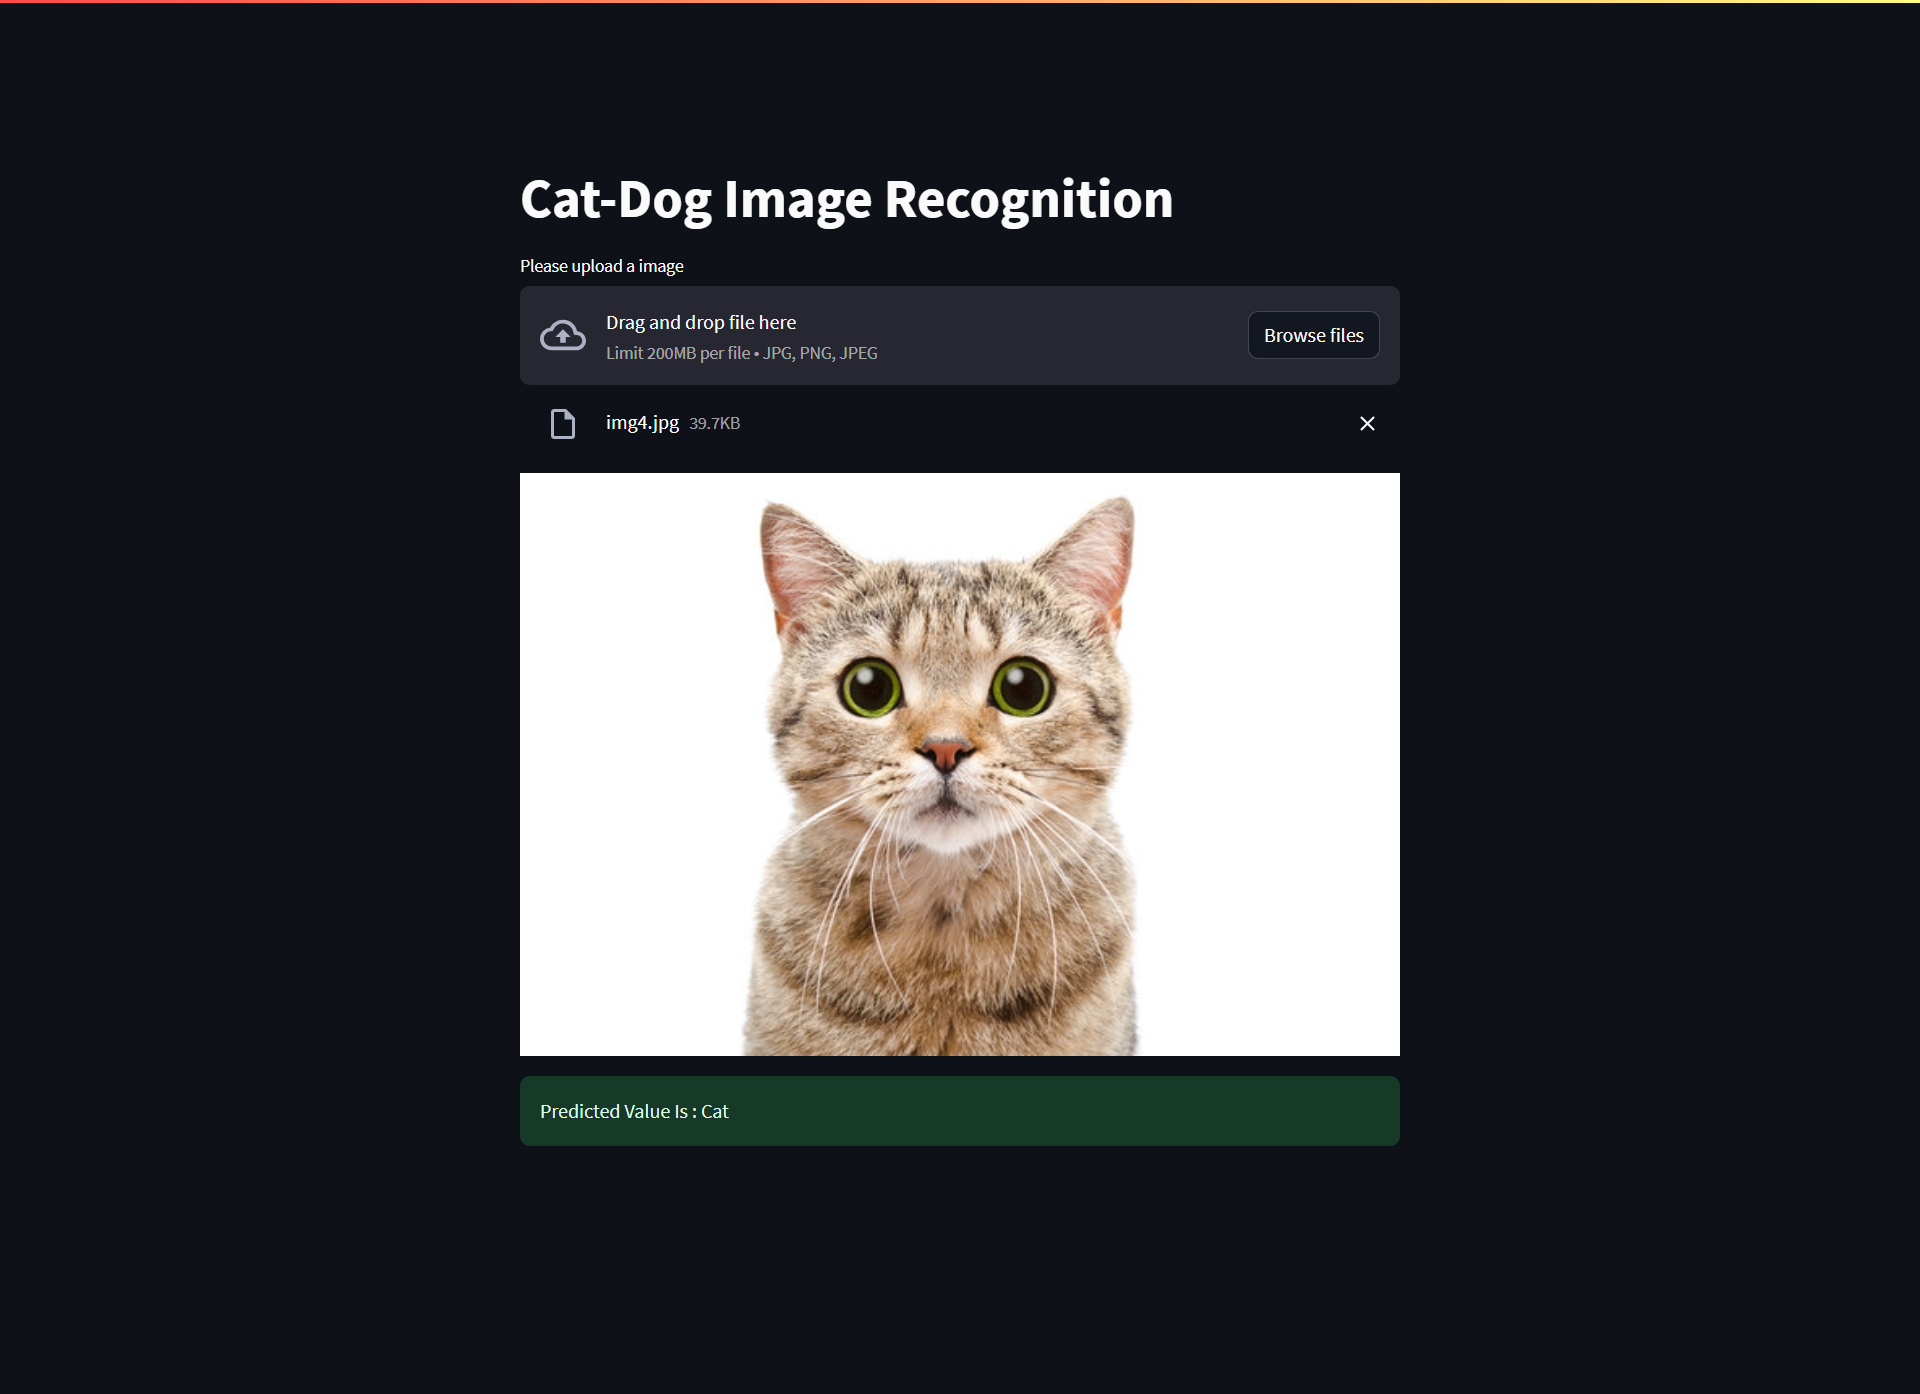 Cat-Dog Image Recognition
Please upload a image
Drag and drop file here
Limit 200MB per file • JPG, PNG, JPEG
Browse files
img4.jpg 39.7KB
Predicted Value Is : Cat